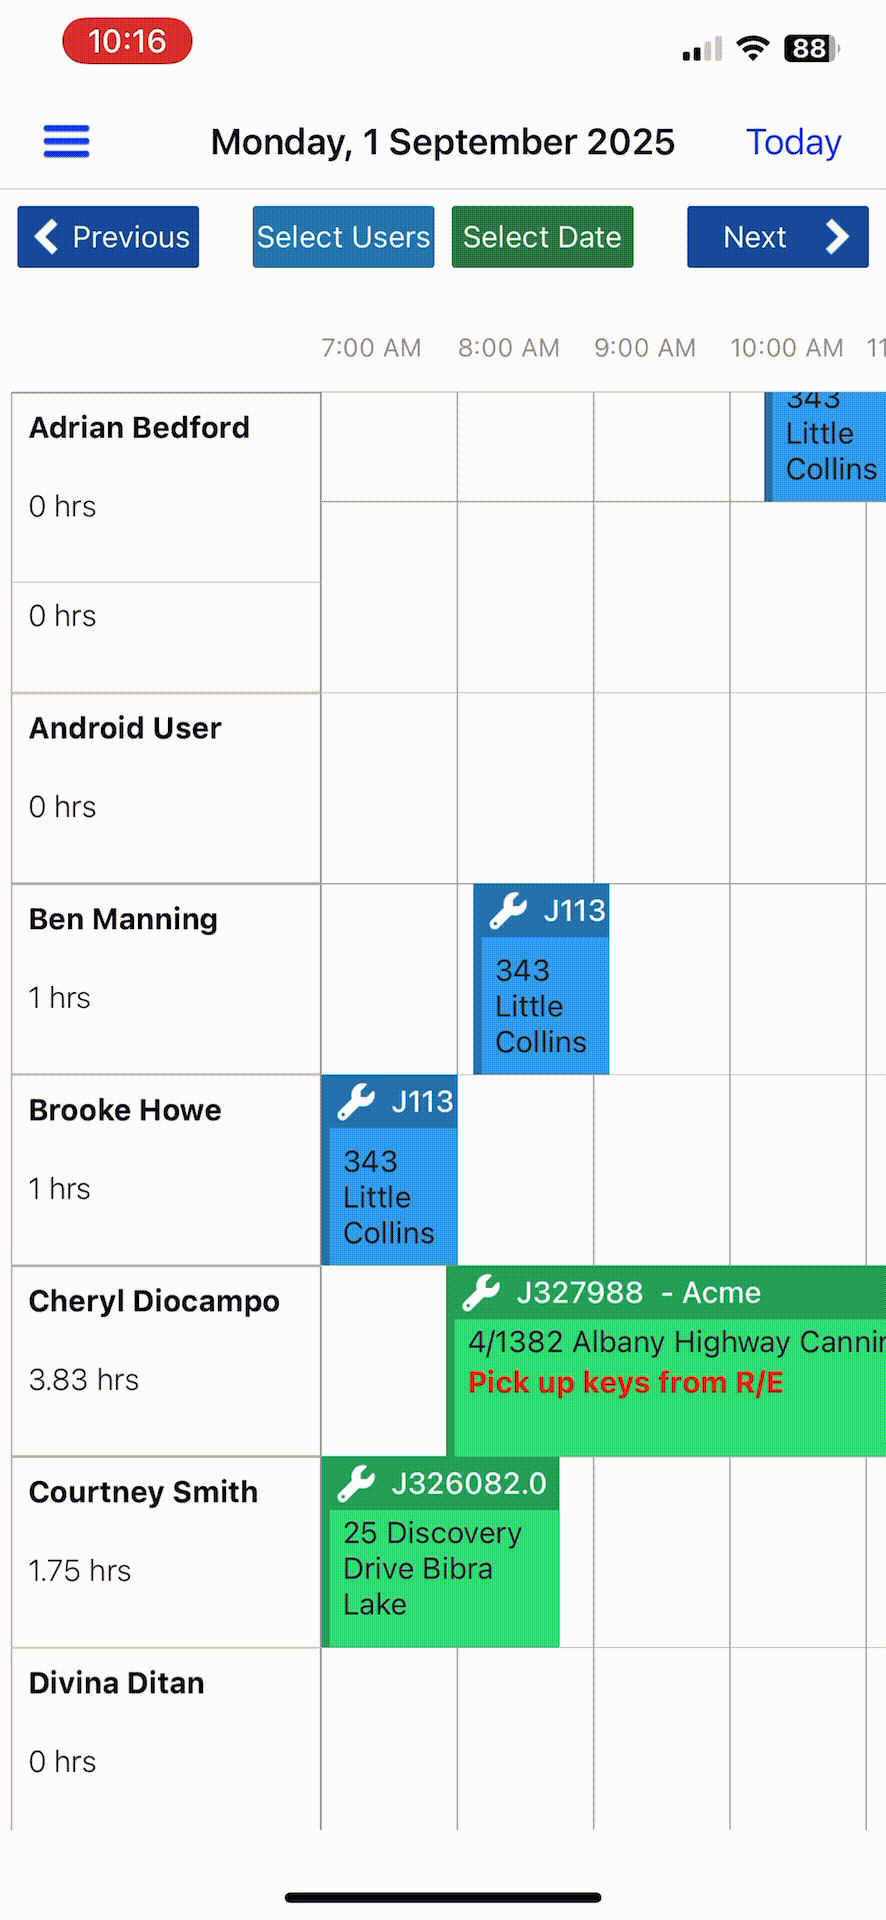 10:16
88
Monday, 1 September 2025
Today
Previous
Select Users
Select Date
Next
7:00 AM
8:00 AM
9:00 AM
10:00 AM
11
Adrian Bedford
0 hrs
343
Little
Collins
0 hrs
Android User
0 hrs
Ben Manning
1 hrs
J113
343
Little
Collins
Brooke Howe
1 hrs
J113
343
Little
Collins
Cheryl Diocampo
3.83 hrs
J327988 - Acme
4/1382 Albany Highway Cannin
Pick up keys from R/E
Courtney Smith
1.75 hrs
J326082.0
25 Discovery
Drive Bibra
Lake
Divina Ditan
0 hrs